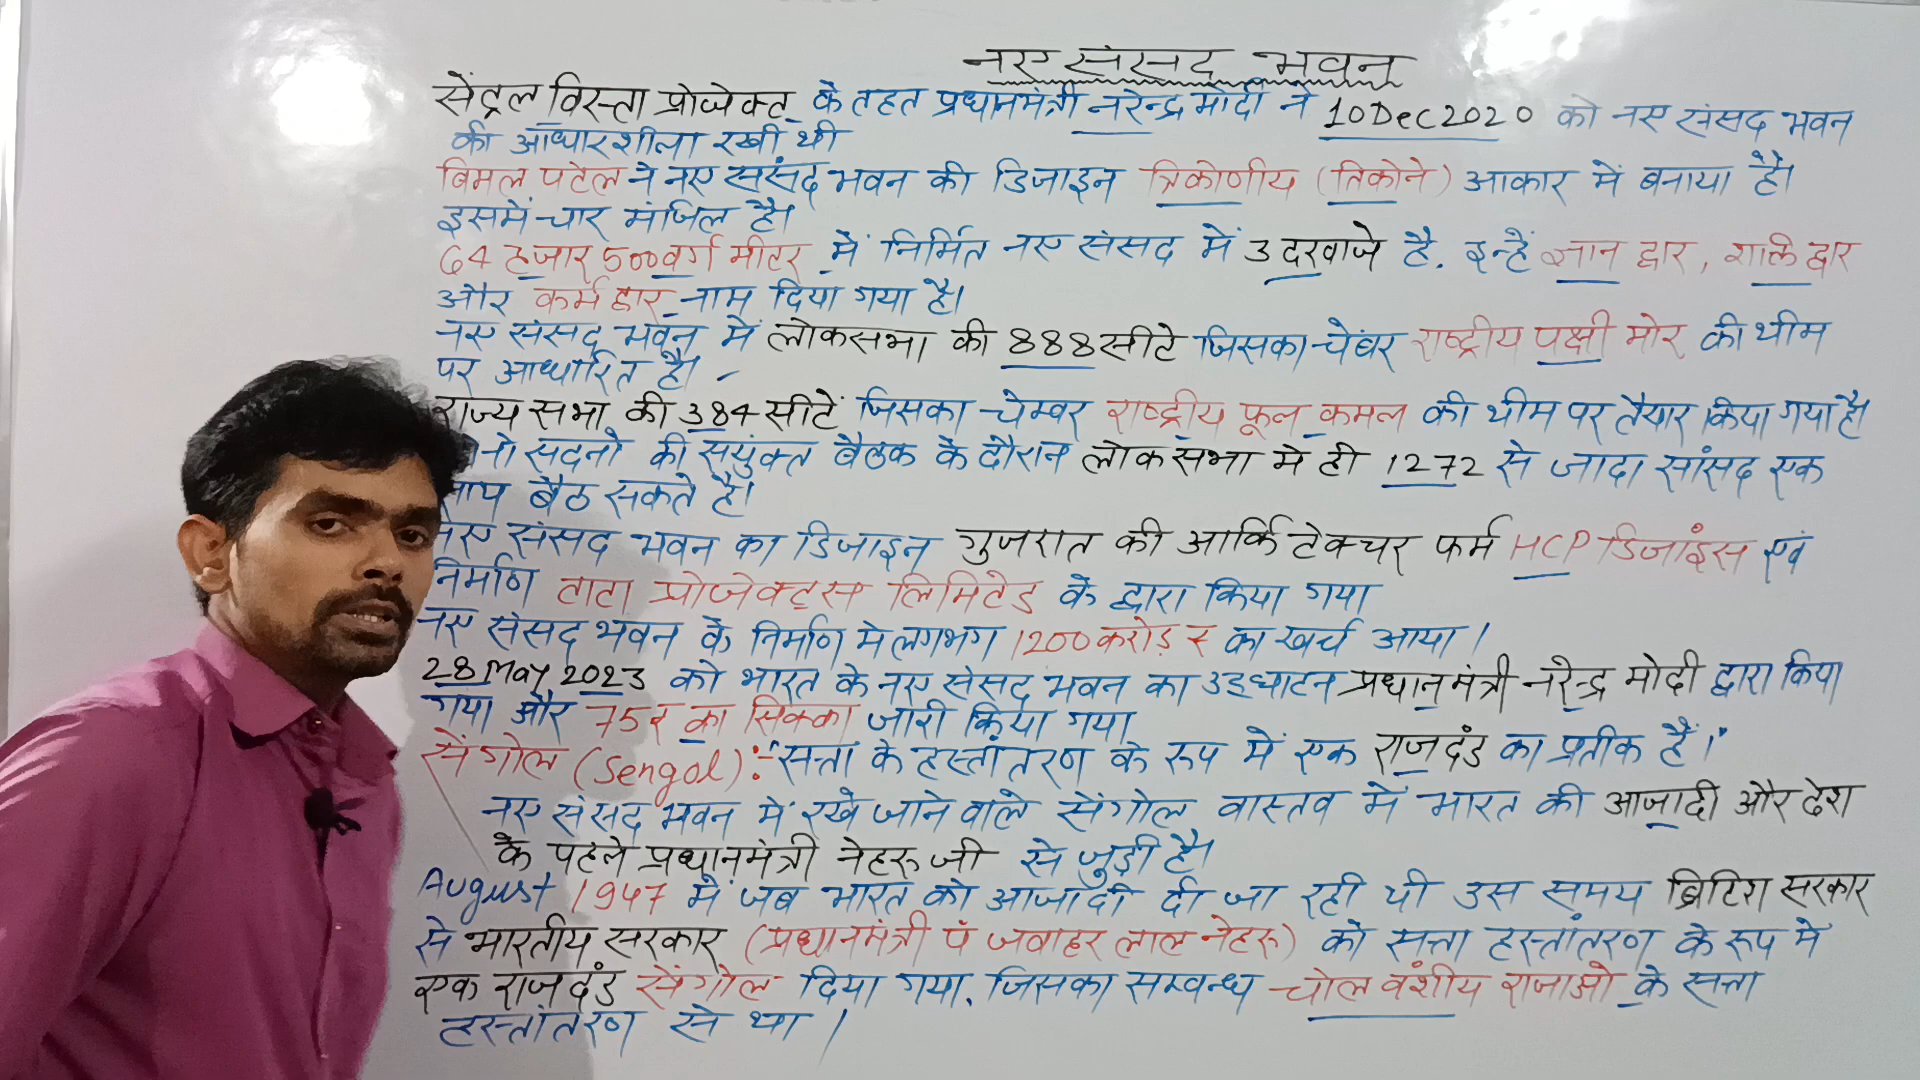 नए संसद भवन
सेंट्रल विस्ता प्रोजेक्ट के तहत प्रधानमंत्री नरेन्द्र मोदी ने 10 Dec 2020 को नए संसद भवन
की आधारशीला रखी थी
बिमल पटेल ने नए संसंद भवन की डिजाइन त्रिकोणीय (तिकोने) आकार में बनाया है।
इसमें चार मंजिल है।
64 हजार 500 वर्ग मीटर में निर्मित नए संसद में 3 दरवाजे है. इन्हें ज्ञान द्वार, शक्ति द्वार
और कर्म द्वार नाम दिया गया है।
नए संसद भवन में लोकसभा की 888 सीटे जिसका चेंबर राष्ट्रीय पक्षी मोर की थीम
पर आधारित है।
राज्य सभा की 384 सीटें जिसका चेम्बर राष्ट्रीय फूल कमल की थीम पर तैयार किया गया है।
नो सदनो की सयुंक्त बैठक के दौरान लोकसभा मे ही 1272 से जादा सांसद एक
साथ बैठ सकते है।
नए संसद भवन का डिजाइन गुजरात की आर्किटेक्चर फर्म HCP डिजांइस एवं
निर्माण टाटा प्रोजेक्ट्स लिमिटेड के द्वारा किया गया
नए संसद भवन के निर्माण मे लगभग 1200 करोड़ ₹ का खर्च आया।
28 May 2023 को भारत के नए संसद भवन का उद्घाटन प्रधानमंत्री नरेन्द्र मोदी द्वारा किया
गया और 75 ₹ का सिक्का जारी किया गया
सेंगोल (Sengol):- सत्ता के हस्तांतरण के रूप में एक राजदंड का प्रतीक हैं।"
नए संसद भवन में रखे जाने वाले सेंगोल वास्तव में भारत की आजादी और देश
के पहले प्रधानमंत्री नेहरु जी से जुड़ी है।
August 1947 में जब भारत को आजादी दी जा रही थी उस समय ब्रिटिश सरकार
से भारतीय सरकार (प्रधानमंत्री पं जवाहर लाल नेहरु) को सत्ता हस्तांतरण के रूप में
एक राजदंड सेंगोल दिया गया. जिसका सम्बन्ध चोल वंशीय राजाओ के सत्ता
हस्तांतरण से था।